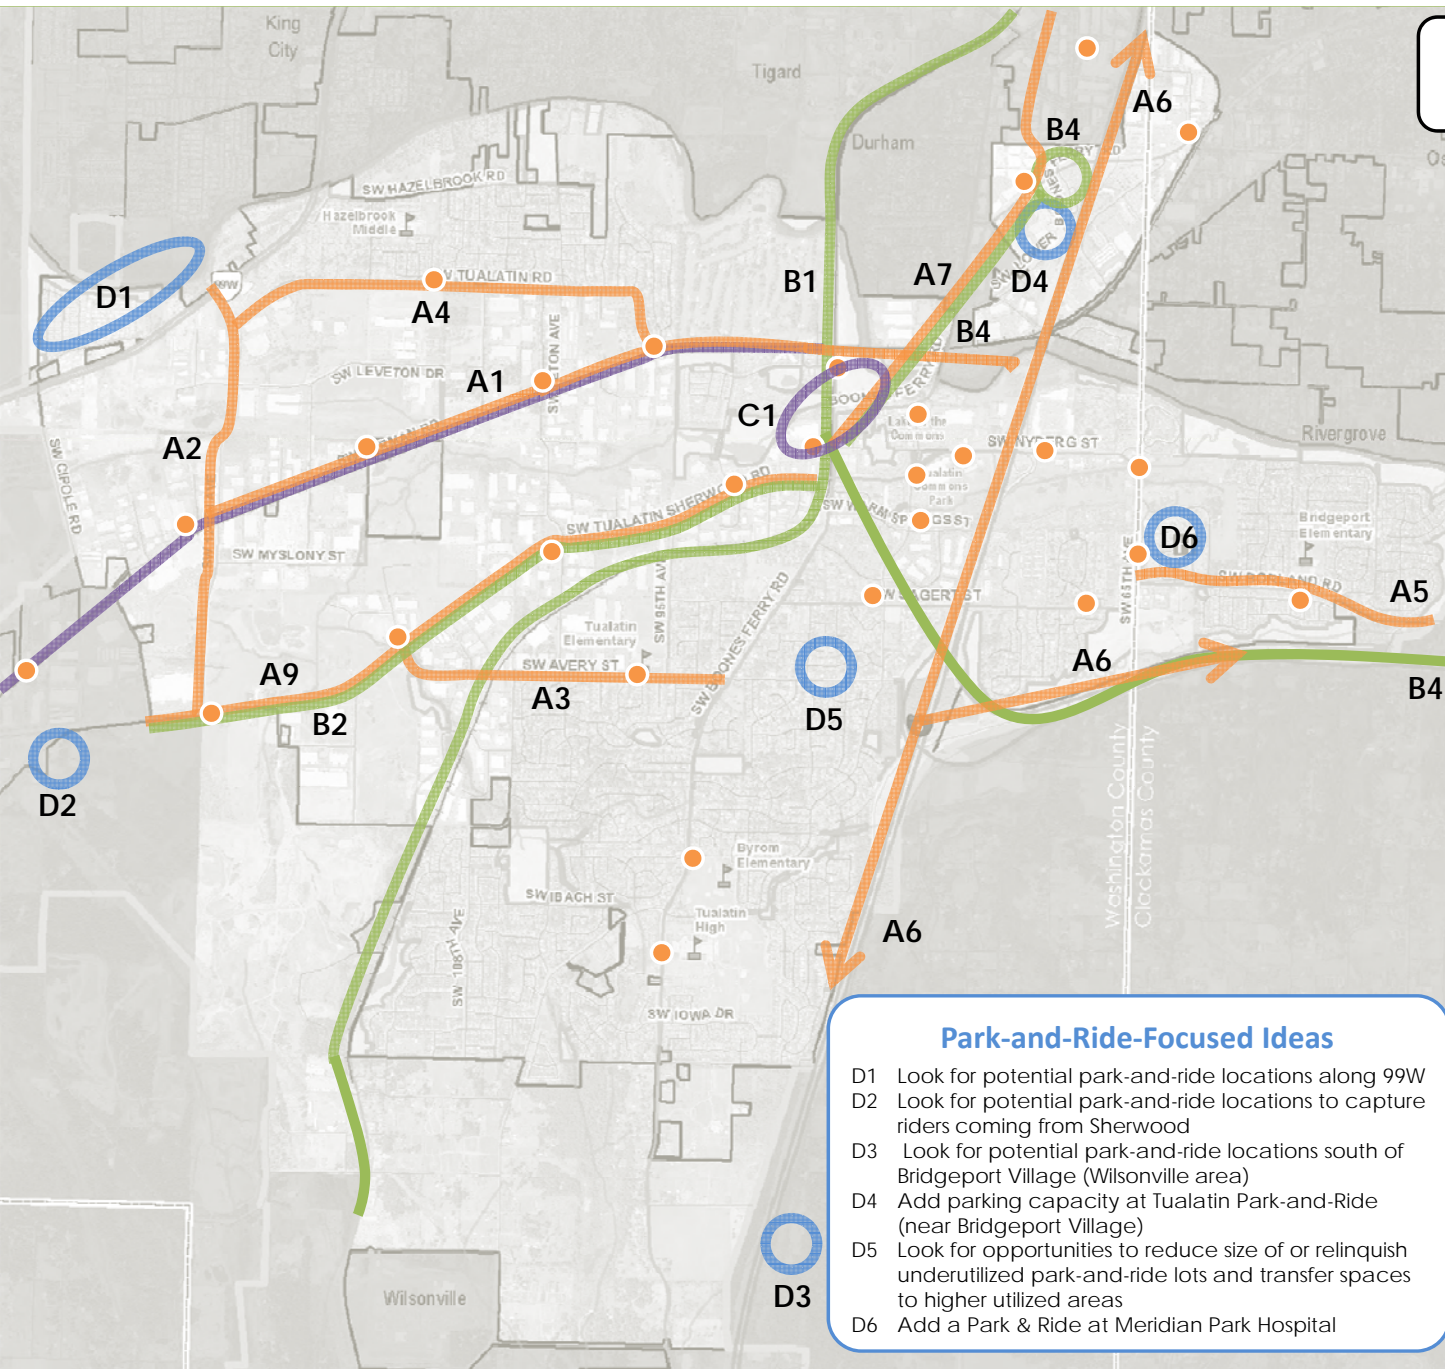 King
City
Tigard
A6
B4
Durham
SW HAZELBROOK RD
Hazelbrook
Middle
D1
B1
A7
D4
TUALATIN RD
A4
B4
SW LEVETON DR
A1
C1
SW NYBERG ST
Rivergrove
A2
SW CIPOLE RD
SW TUALATIN SHERWOOD RD
SW MYSLONY ST
D6
Bridgeport
Elementary
SW 65TH AVE
SW BORLAND RD
A5
SW 95TH AV
SW BOONES FERRY RD
Tualatin
Elementary
SW AVERY ST
A9
A3
B2
D5
A6
B4
D2
Washington County
Clackamas County
Byrom
Elementary
SW IBACH ST
Tualatin
High
SW 108TH AVE
A6
SW IOWA DR
D3
Wilsonville
Park-and-Ride-Focused Ideas
D1 Look for potential park-and-ride locations along 99W
D2 Look for potential park-and-ride locations to capture
riders coming from Sherwood
D3 Look for potential park-and-ride locations south of
Bridgeport Village (Wilsonville area)
D4 Add parking capacity at Tualatin Park-and-Ride
(near Bridgeport Village)
D5 Look for opportunities to reduce size of or relinquish
underutilized park-and-ride lots and transfer spaces
to higher utilized areas
D6 Add a Park & Ride at Meridian Park Hospital